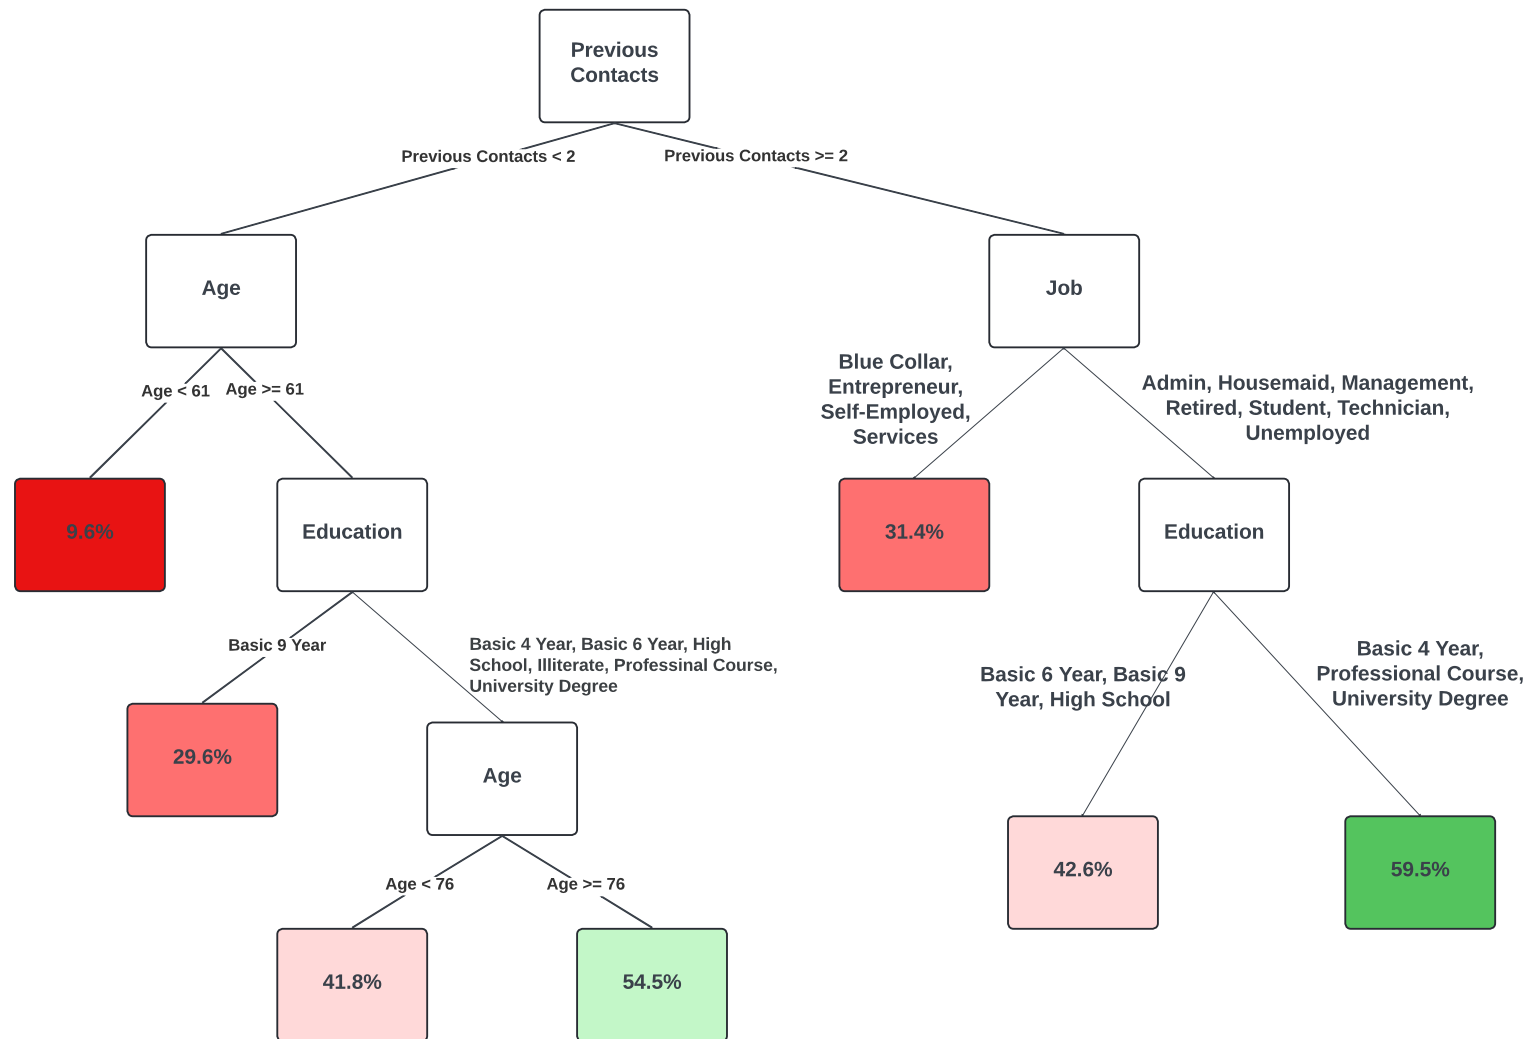 Previous
Contacts
Previous Contacts < 2
Previous Contacts >= 2
Age
Job
Blue Collar,
Entrepreneur,
Self-Employed,
Services
Admin, Housemaid, Management,
Retired, Student, Technician,
Unemployed
Age < 61
Age >= 61
9.6%
Education
31.4%
Education
Basic 9 Year
Basic 4 Year, Basic 6 Year, High
School, Illiterate, Professinal Course,
University Degree
Basic 6 Year, Basic 9
Year, High School
Basic 4 Year,
Professional Course,
University Degree
29.6%
Age
42.6%
59.5%
Age < 76
Age >= 76
41.8%
54.5%